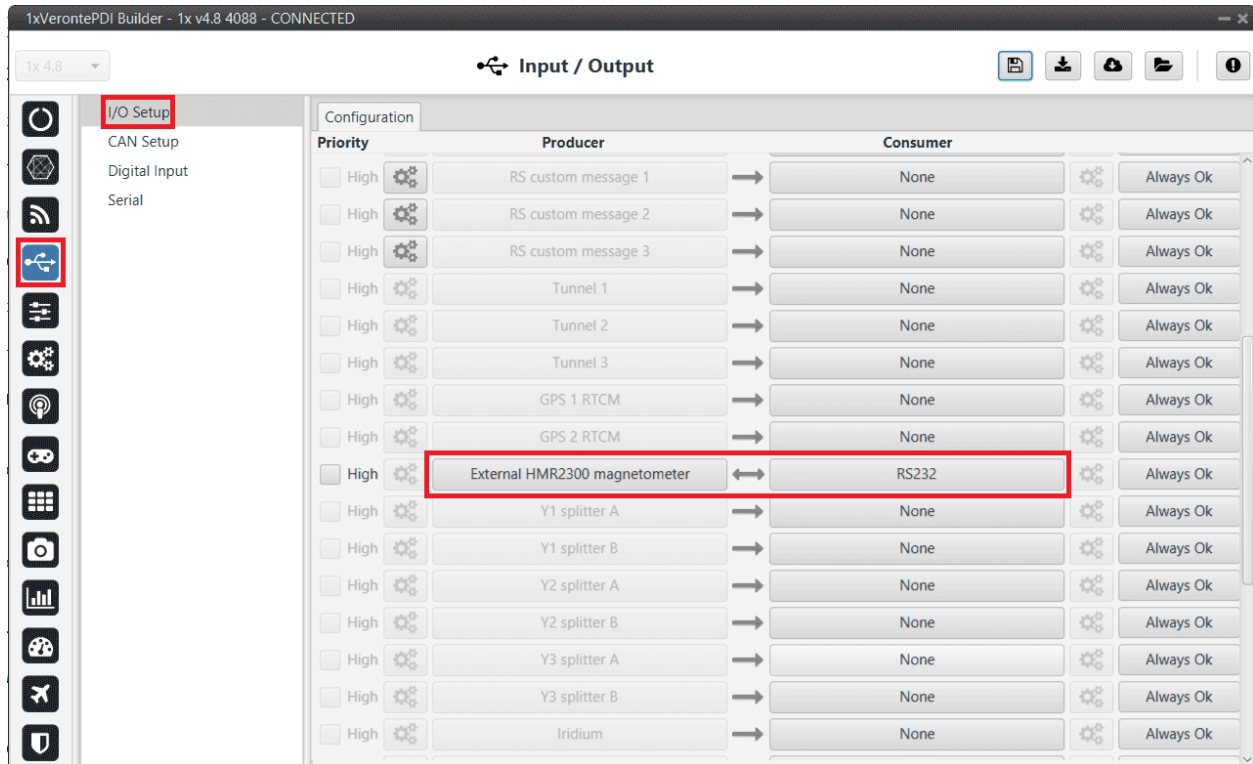 1xVerontePDI Builder - 1x v4.8 4088 - CONNECTED
1x 4.8
Input / Output
I/O Setup
CAN Setup
Digital Input
Serial
Configuration
Priority Producer Consumer
High RS custom message 1 None Always Ok
High RS custom message 2 None Always Ok
High RS custom message 3 None Always Ok
High Tunnel 1 None Always Ok
High Tunnel 2 None Always Ok
High Tunnel 3 None Always Ok
High GPS 1 RTCM None Always Ok
High GPS 2 RTCM None Always Ok
High External HMR2300 magnetometer RS232 Always Ok
High Y1 splitter A None Always Ok
High Y1 splitter B None Always Ok
High Y2 splitter A None Always Ok
High Y2 splitter B None Always Ok
High Y3 splitter A None Always Ok
High Y3 splitter B None Always Ok
High Iridium None Always Ok